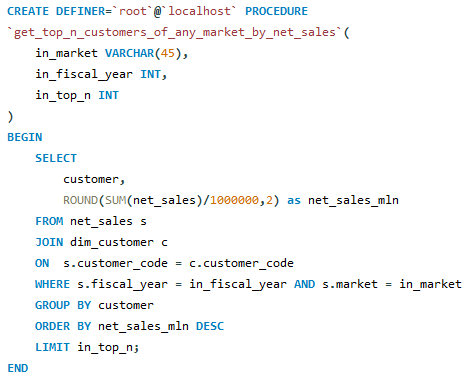 CREATE DEFINER=`root`@`localhost` PROCEDURE
`get_top_n_customers_of_any_market_by_net_sales`(
    in_market VARCHAR(45),
    in_fiscal_year INT,
    in_top_n INT
)
BEGIN
    SELECT
        customer,
        ROUND(SUM(net_sales)/1000000,2) as net_sales_mln
    FROM net_sales s
    JOIN dim_customer c
    ON  s.customer_code = c.customer_code
    WHERE s.fiscal_year = in_fiscal_year AND s.market = in_market
    GROUP BY customer
    ORDER BY net_sales_mln DESC
    LIMIT in_top_n;
END